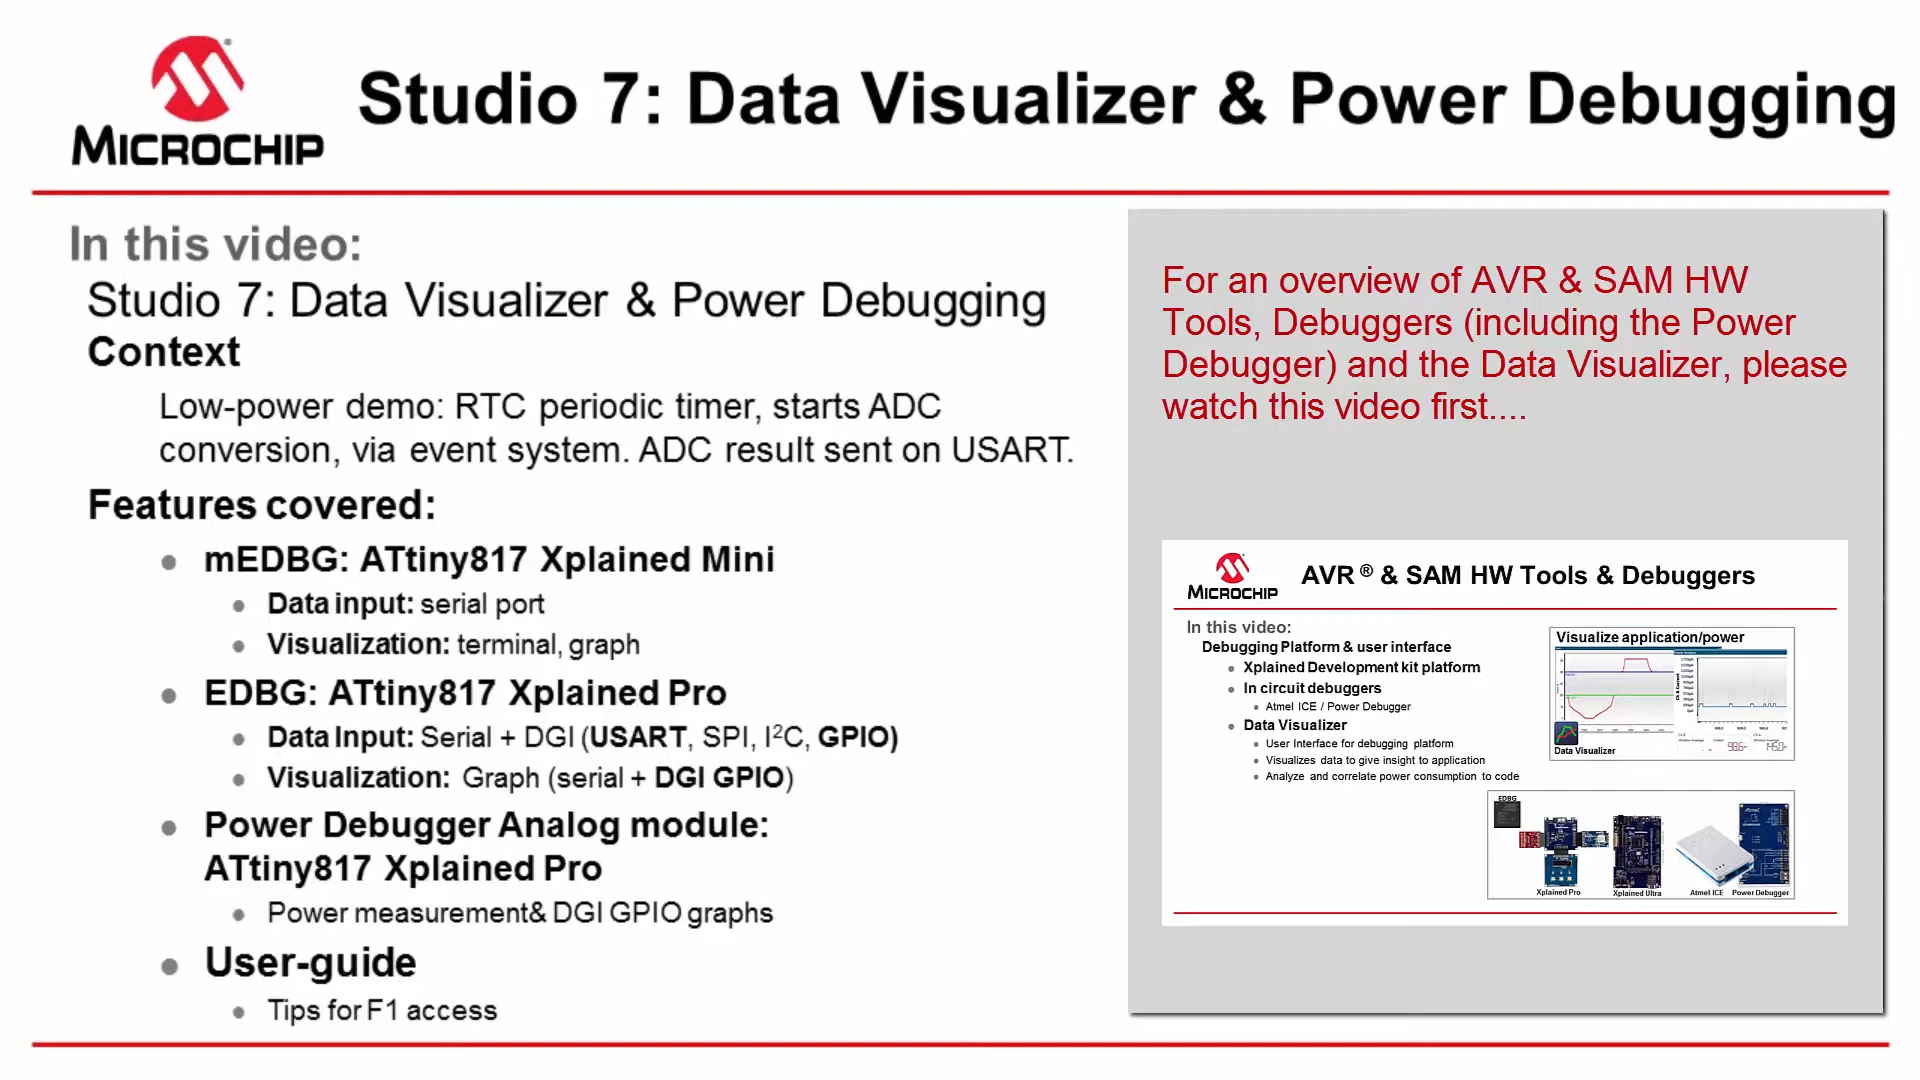 MICROCHIP
Studio 7: Data Visualizer & Power Debugging
In this video:
Studio 7: Data Visualizer & Power Debugging
Context
Low-power demo: RTC periodic timer, starts ADC
conversion, via event system. ADC result sent on USART.
Features covered:
mEDBG: ATtiny817 Xplained Mini
Data input: serial port
Visualization: terminal, graph
EDBG: ATtiny817 Xplained Pro
Data Input: Serial + DGI (USART, SPI, I²C, GPIO)
Visualization: Graph (serial + DGI GPIO)
Power Debugger Analog module:
ATtiny817 Xplained Pro
Power measurement& DGI GPIO graphs
User-guide
Tips for F1 access
For an overview of AVR & SAM HW
Tools, Debuggers (including the Power
Debugger) and the Data Visualizer, please
watch this video first....
MICROCHIP
AVR ® & SAM HW Tools & Debuggers
In this video:
Debugging Platform & user interface
Xplained Development kit platform
In circuit debuggers
Atmel ICE / Power Debugger
Data Visualizer
User Interface for debugging platform
Visualizes data to give insight to application
Analyze and correlate power consumption to code
Visualize application/power
Data Visualizer
EDBG
Xplained Pro
Xplained Ultra
Atmel ICE
Power Debugger